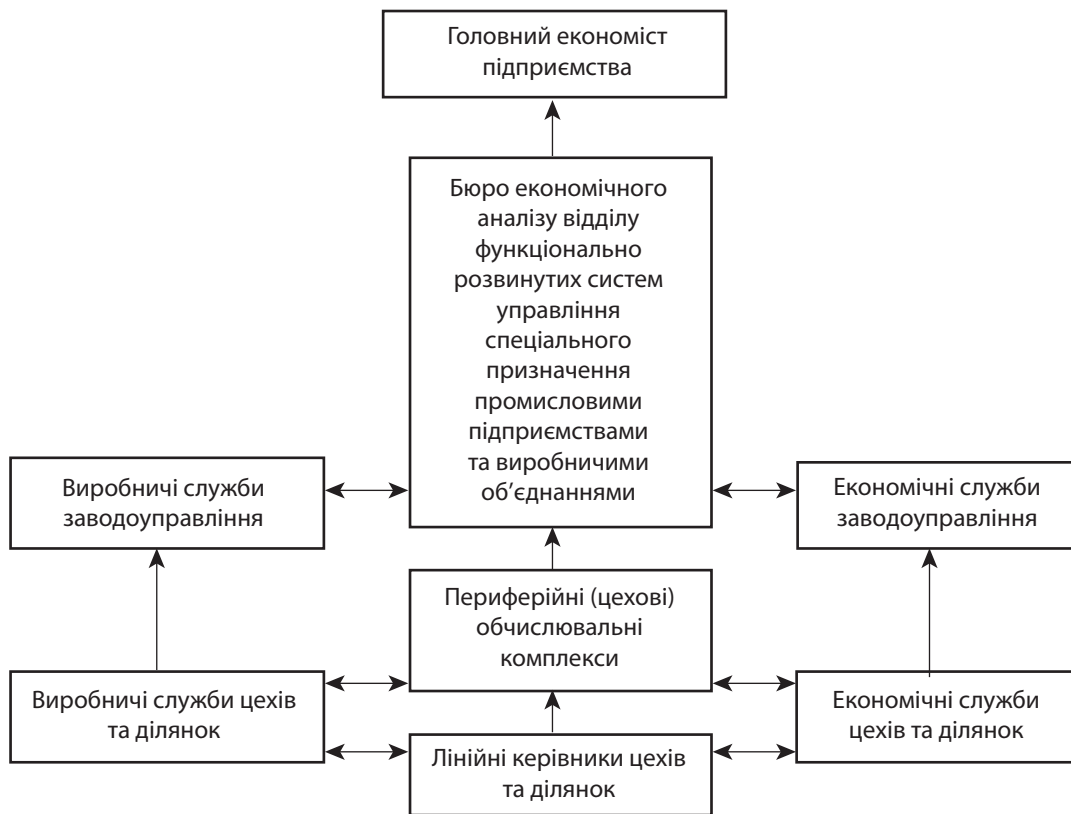 Головний економіст
підприємства
Бюро економічного
аналізу відділу
функціонально
розвинутих систем
управління
спеціального
призначення
промисловими
підприємствами
та виробничими
об’єднаннями
Виробничі служби
заводоуправління
Економічні служби
заводоуправління
Периферійні (цехові)
обчислювальні
комплекси
Виробничі служби цехів
та ділянок
Економічні служби
цехів та ділянок
Лінійні керівники цехів
та ділянок